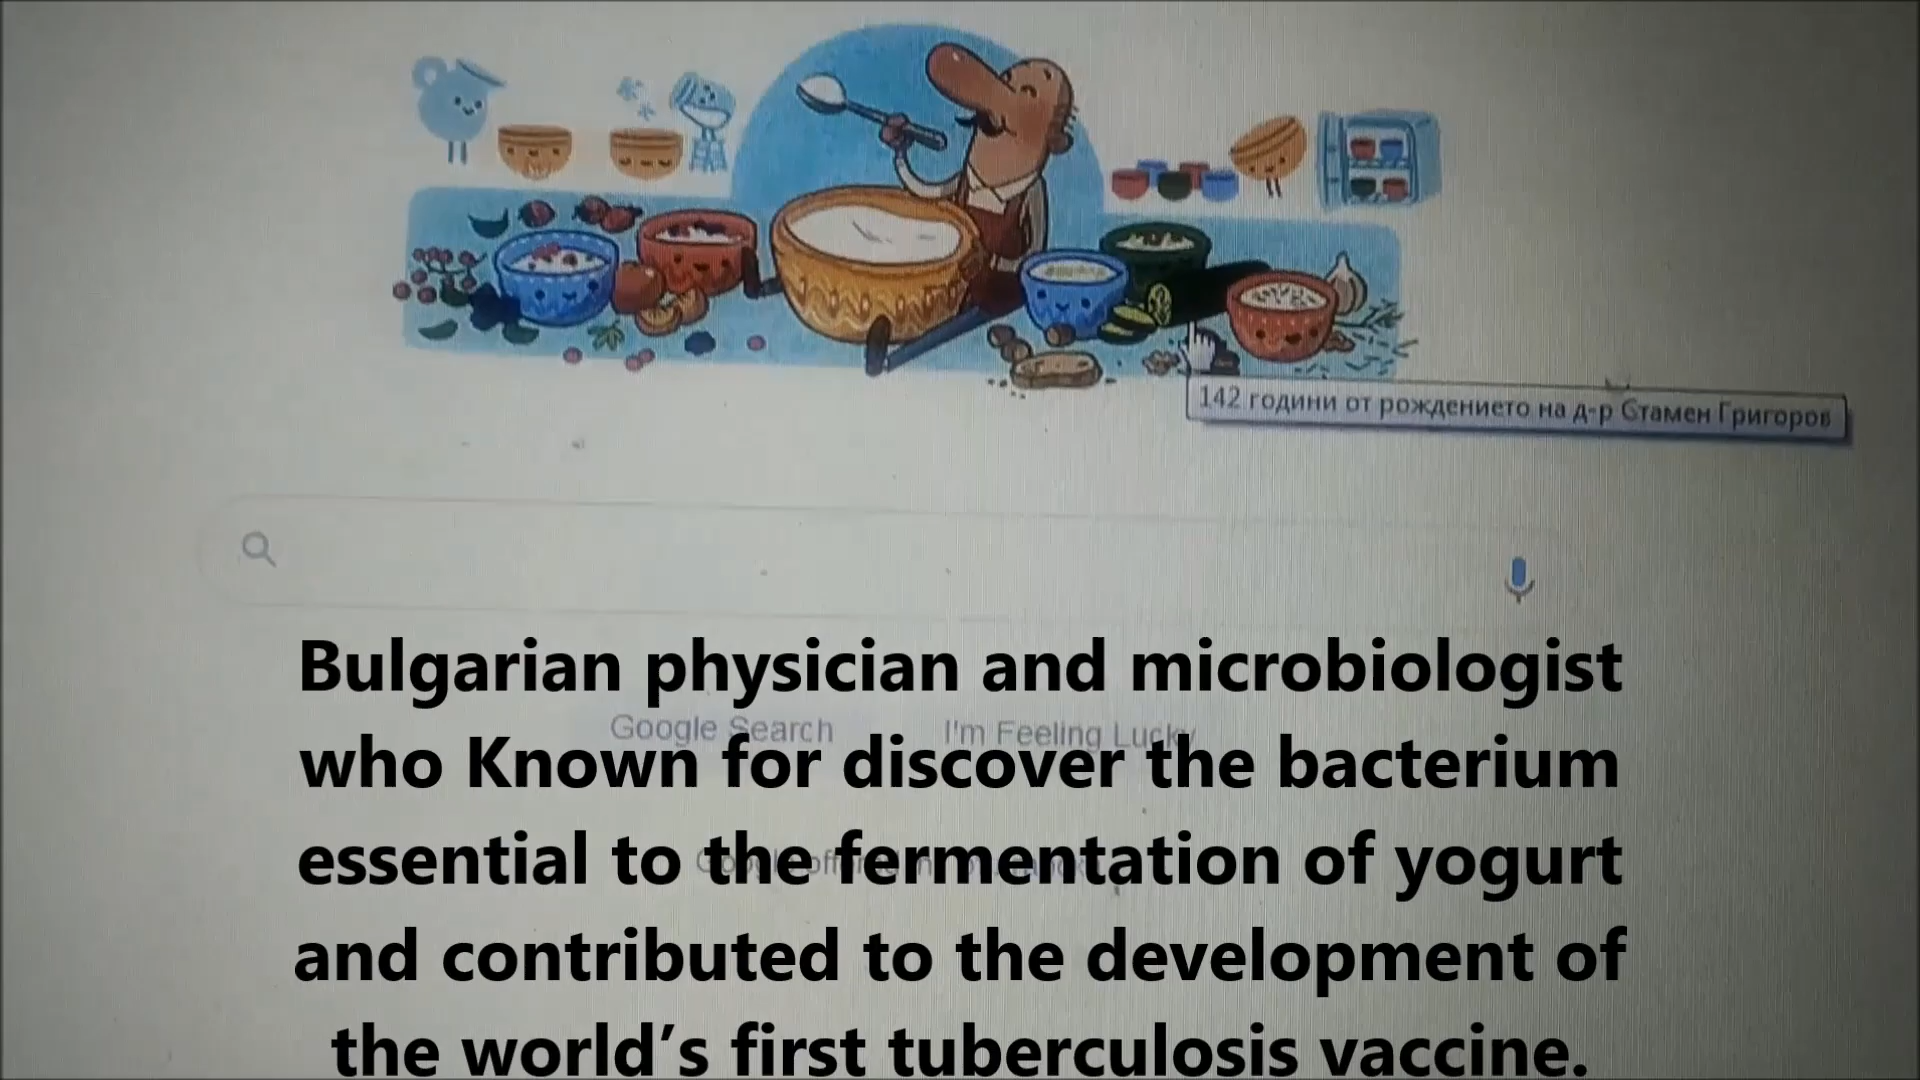 142 години от рождението на д-р Стамен Григоров
Bulgarian physician and microbiologist
Google Search I'm Feeling Lucky
who Known for discover the bacterium
essential to the fermentation of yogurt
and contributed to the development of
the world’s first tuberculosis vaccine.